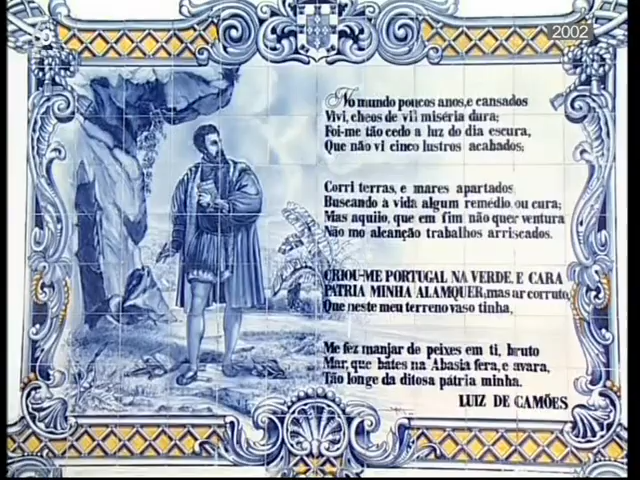 2002
No mundo poucos anos, e cansados
Vivi, cheos de vil miséria dura;
Foi-me tão cedo a luz do dia escura,
Que não vi cinco lustros acabados;
Corri terras, e mares apartados
Buscando à vida algum remédio, ou cura;
Mas aquilo, que em fim não quer ventura
Não mo alcanção trabalhos arriscados.
CRIOU-ME PORTUGAL NA VERDE, E CARA
PATRIA MINHA ALAMQUER, mas ar corruto,
Que neste meu terreno vaso tinha,
Me fez manjar de peixes em ti, bruto
Mar, que bates na Abasia fera, e avara,
Tão longe da ditosa pátria minha.
LUIZ DE CAMÕES